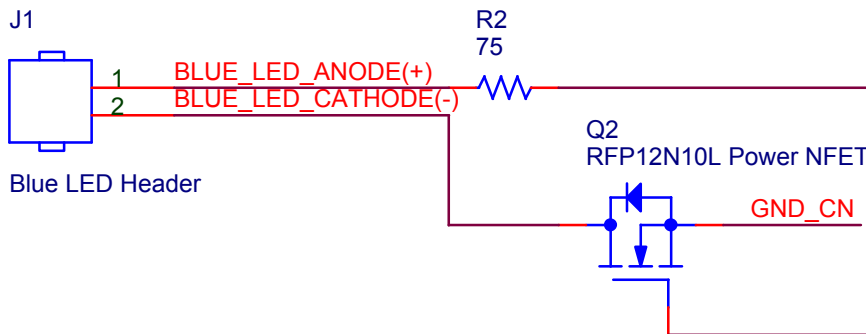 J1
R2
75
1
BLUE_LED_ANODE(+)
2
BLUE_LED_CATHODE(-)
Q2
RFP12N10L Power NFET
Blue LED Header
GND_CN